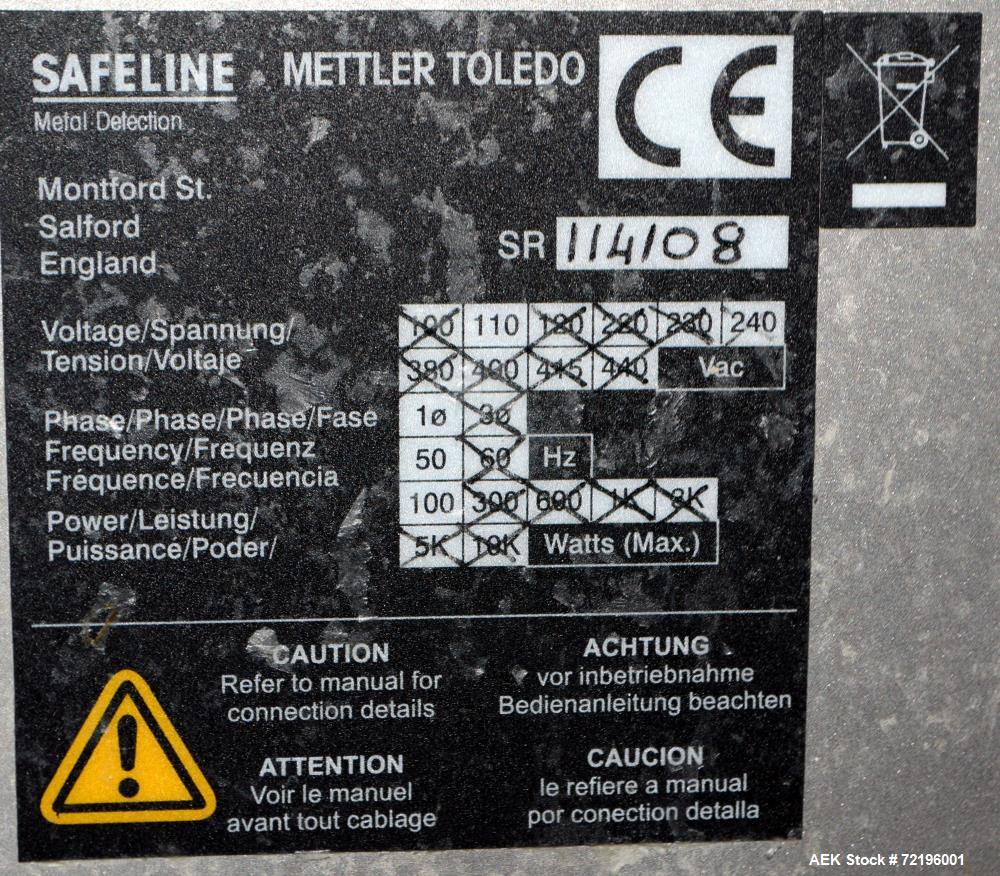 SAFELINE METTLER TOLEDO CE
Metal Detection
Montford St.
Salford
England
SR 114108
Voltage/Spannung/
Tension/Voltaje
100 110 120 220 230 240
380 400 415 440 Vac
Phase/Phase/Phase/Fase
1ø 3ø
Frequency/Frequenz
Fréquence/Frecuencia
50 60 Hz
Power/Leistung/
Puissance/Poder/
100 300 600 1K 3K
5K 10K Watts (Max.)
CAUTION
Refer to manual for
connection details
ACHTUNG
vor inbetriebnahme
Bedienanleitung beachten
ATTENTION
Voir le manuel
avant tout cablage
CAUCION
le refiere a manual
por conection detalla
AEK Stock # 72196001